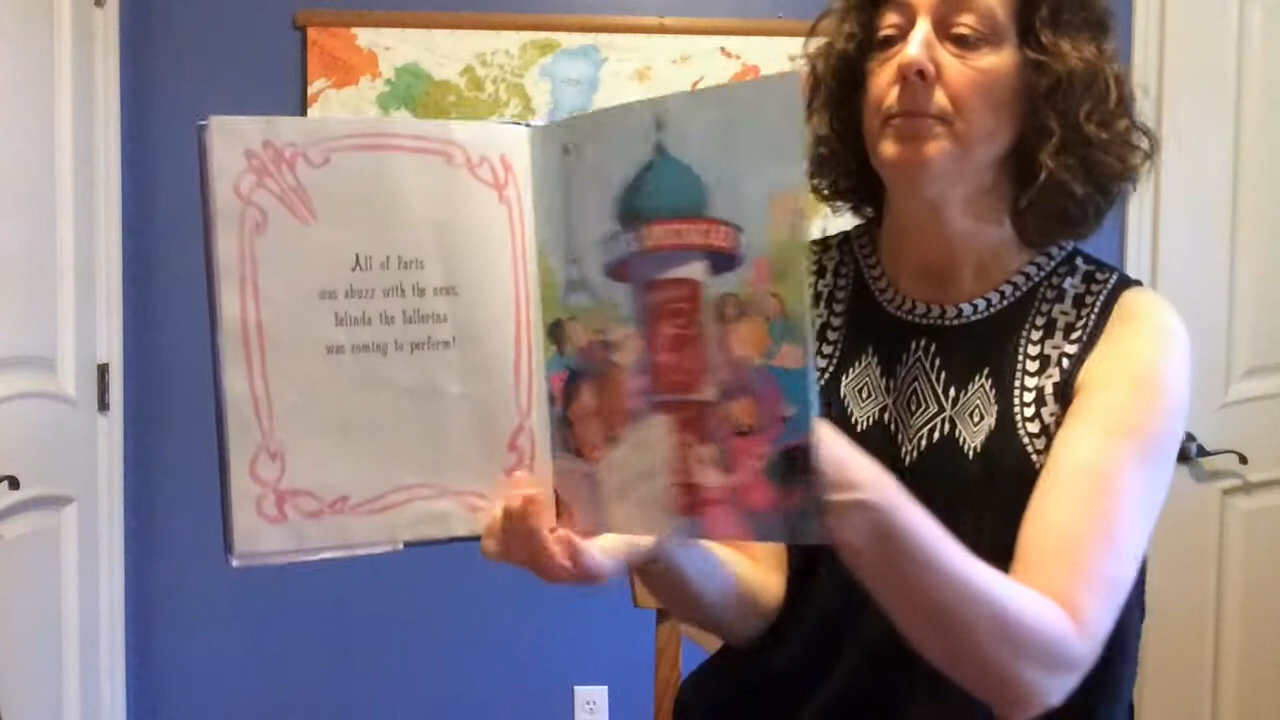 All of Paris
was abuzz with the news.
Belinda the Ballerina
was coming to perform!